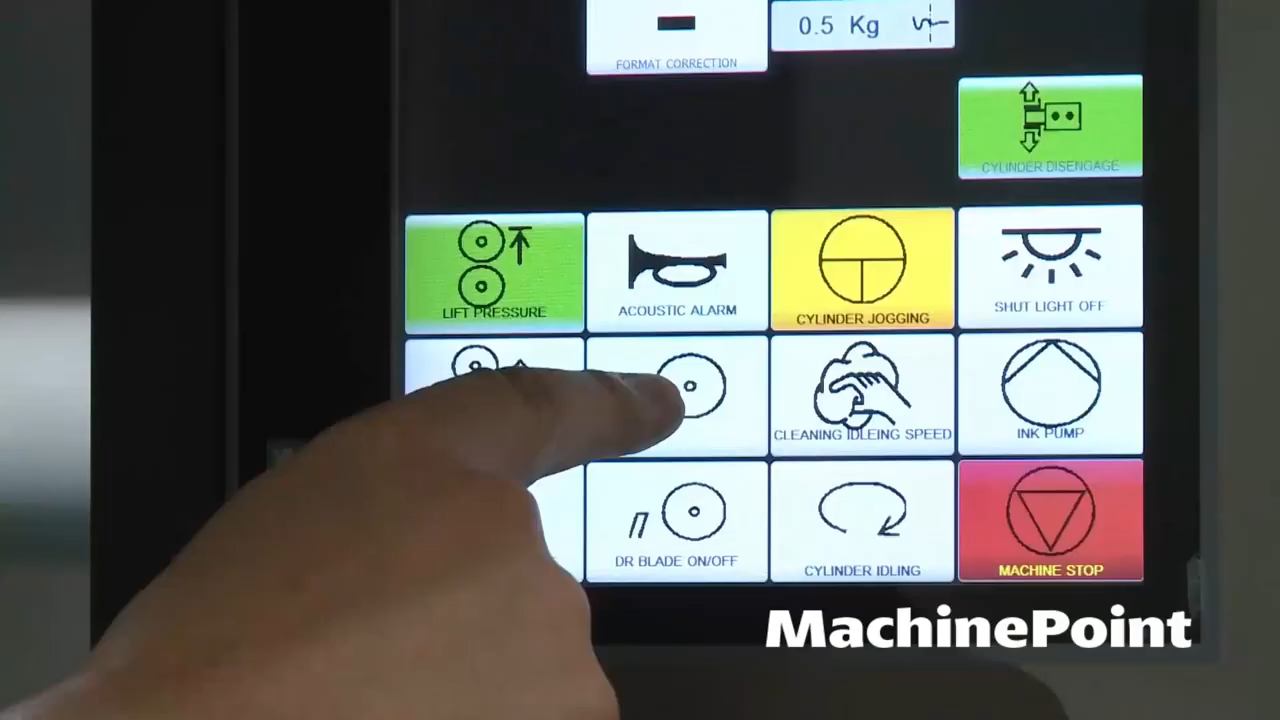 0.5 Kg
FORMAT CORRECTION
CYLINDER DISENGAGE
LIFT PRESSURE
ACOUSTIC ALARM
CYLINDER JOGGING
SHUT LIGHT OFF
CLEANING IDLEING SPEED
INK PUMP
DR BLADE ON/OFF
CYLINDER IDLING
MACHINE STOP
MachinePoint